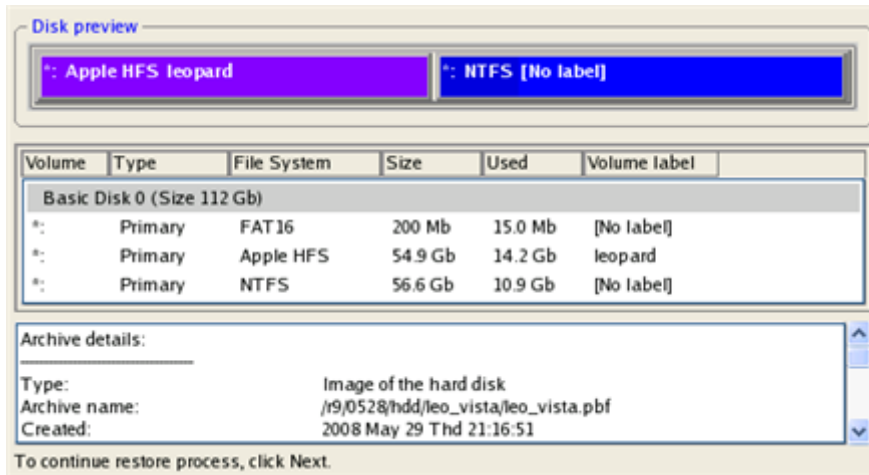 Disk preview
*: Apple HFS leopard *: NTFS [No label]
Volume Type File System Size Used Volume label
Basic Disk 0 (Size 112 Gb)
*: Primary FAT16 200 Mb 15.0 Mb [No label]
*: Primary Apple HFS 54.9 Gb 14.2 Gb leopard
*: Primary NTFS 56.6 Gb 10.9 Gb [No label]
Archive details:
Type: Image of the hard disk
Archive name: /r9/0528/hdd/leo_vista/leo_vista.pbf
Created: 2008 May 29 Thd 21:16:51
To continue restore process, click Next.